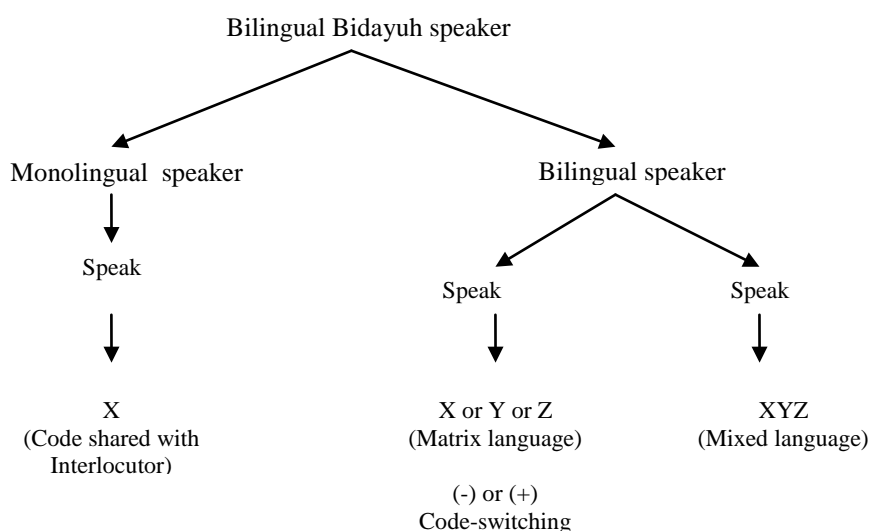 Bilingual Bidayuh speaker
Monolingual speaker
Bilingual speaker
Speak
Speak
Speak
X
(Code shared with
Interlocutor)
X or Y or Z
(Matrix language)
(-) or (+)
Code-switching
XYZ
(Mixed language)